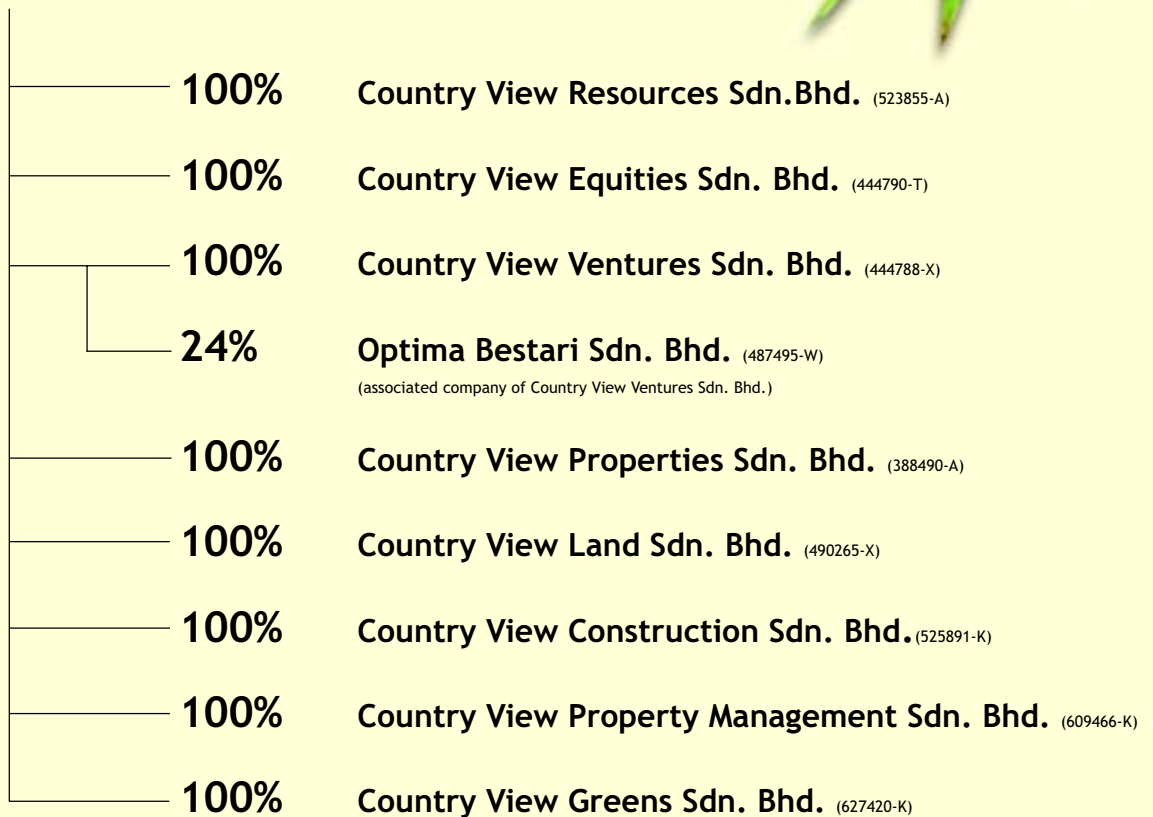 100% Country View Resources Sdn.Bhd. (523855-A)
100% Country View Equities Sdn. Bhd. (444790-T)
100% Country View Ventures Sdn. Bhd. (444788-X)
24% Optima Bestari Sdn. Bhd. (487495-W)
(associated company of Country View Ventures Sdn. Bhd.)
100% Country View Properties Sdn. Bhd. (388490-A)
100% Country View Land Sdn. Bhd. (490265-X)
100% Country View Construction Sdn. Bhd.(525891-K)
100% Country View Property Management Sdn. Bhd. (609466-K)
100% Country View Greens Sdn. Bhd. (627420-K)